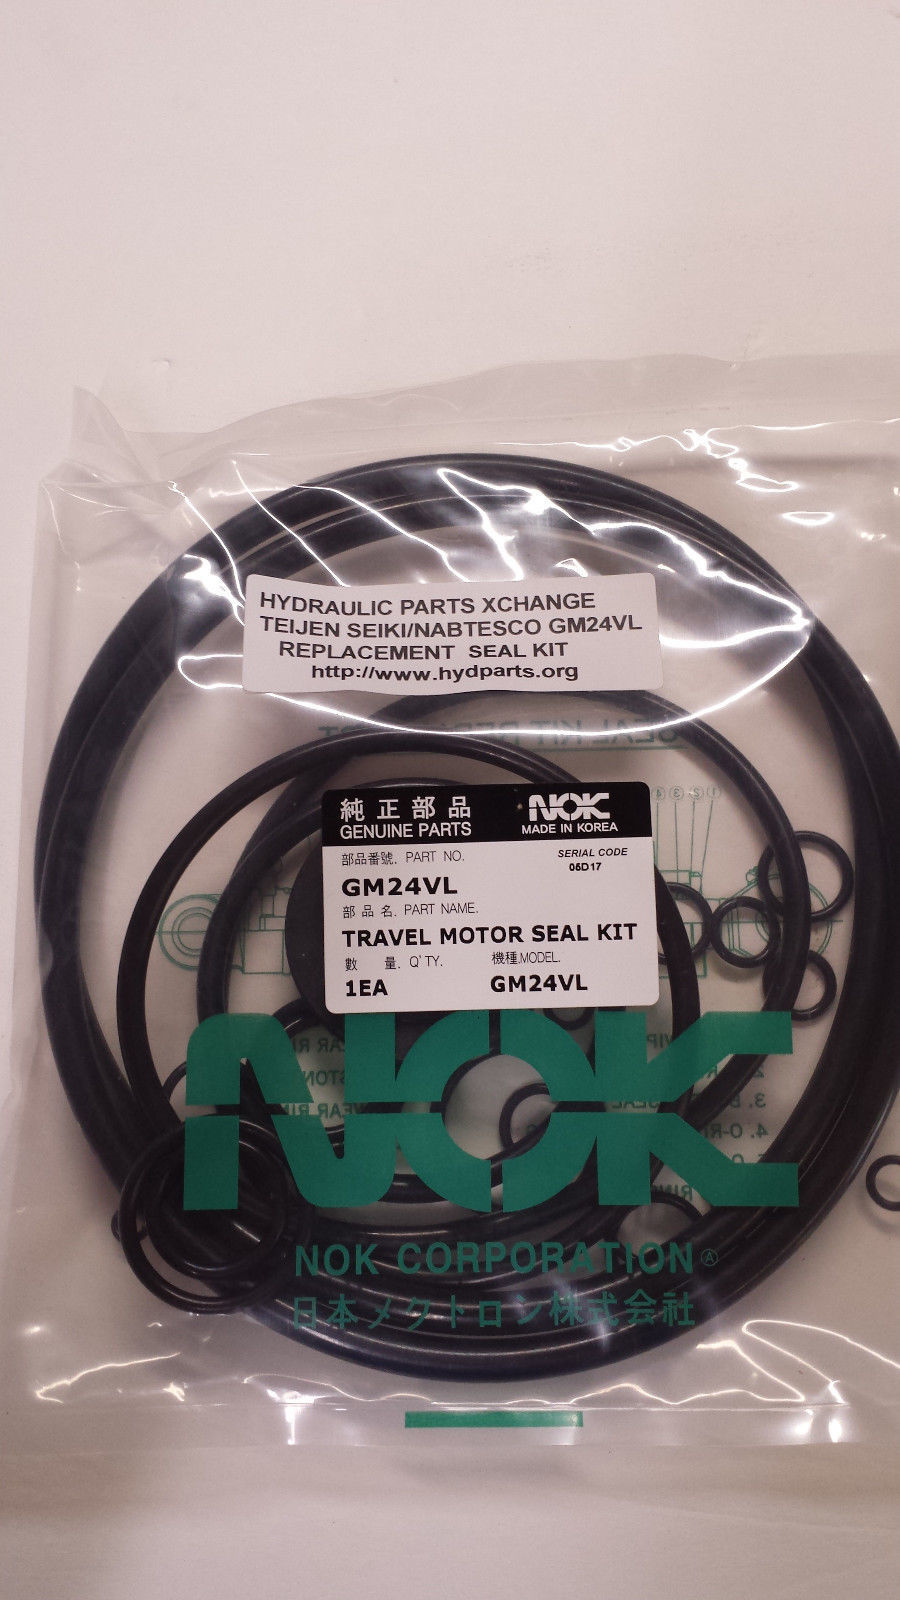 HYDRAULIC PARTS XCHANGE
TEIJEN SEIKI/NABTESCO GM24VL
REPLACEMENT SEAL KIT
http://www.hydparts.org
SEAL KIT
純正部品 NOK
GENUINE PARTS MADE IN KOREA
部品番號. PART NO. SERIAL CODE
GM24VL 05D17
部品名. PART NAME.
TRAVEL MOTOR SEAL KIT
數量. Q'TY. 機種.MODEL.
1EA GM24VL
NOK
NOK CORPORATION
日本メクトロン株式会社